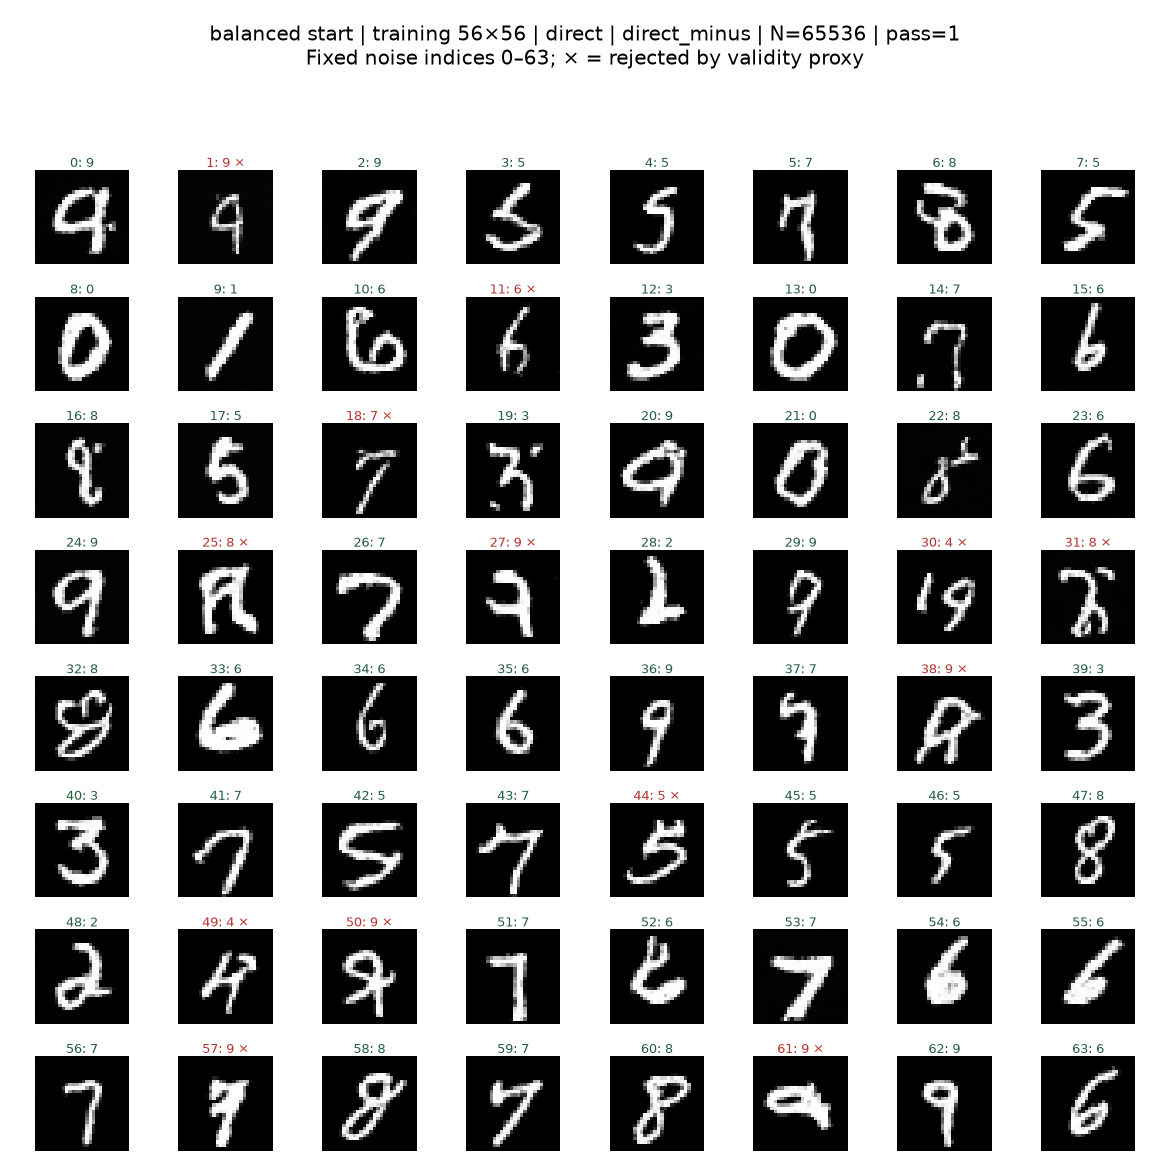 balanced start | training 56×56 | direct | direct_minus | N=65536 | pass=1
Fixed noise indices 0–63; × = rejected by validity proxy
0: 9 1: 9 × 2: 9 3: 5 4: 5 5: 7 6: 8 7: 5
8: 0 9: 1 10: 6 11: 6 × 12: 3 13: 0 14: 7 15: 6
16: 8 17: 5 18: 7 × 19: 3 20: 9 21: 0 22: 8 23: 6
24: 9 25: 8 × 26: 7 27: 9 × 28: 2 29: 9 30: 4 × 31: 8 ×
32: 8 33: 6 34: 6 35: 6 36: 9 37: 7 38: 9 × 39: 3
40: 3 41: 7 42: 5 43: 7 44: 5 × 45: 5 46: 5 47: 8
48: 2 49: 4 × 50: 9 × 51: 7 52: 6 53: 7 54: 6 55: 6
56: 7 57: 9 × 58: 8 59: 7 60: 8 61: 9 × 62: 9 63: 6